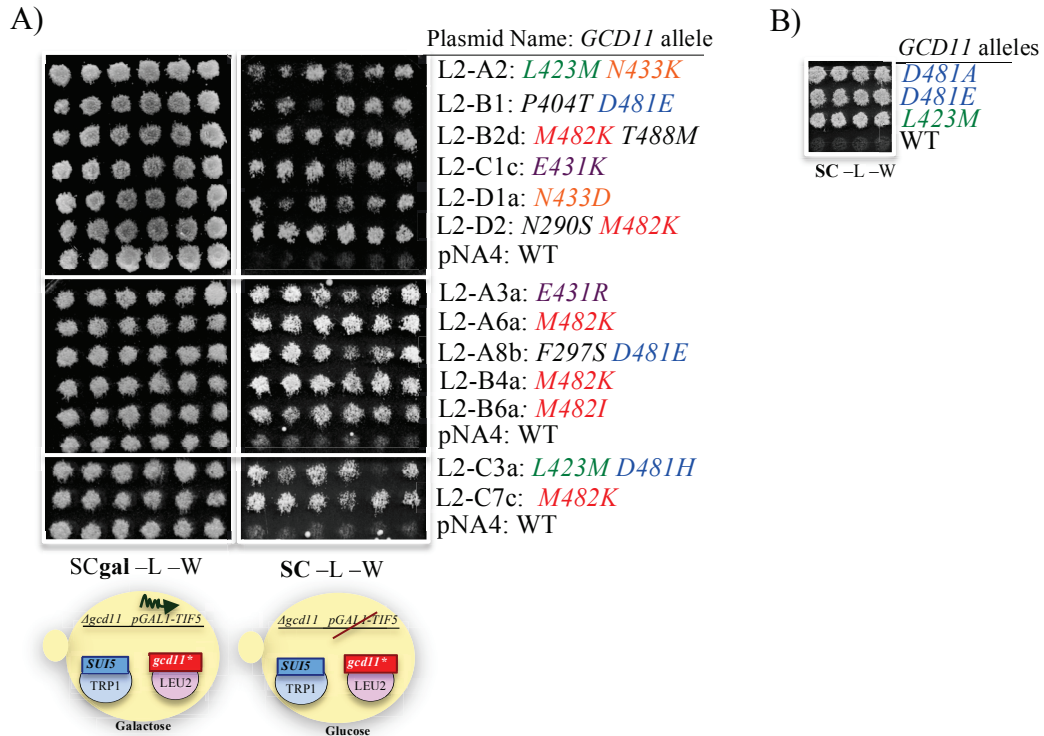 A)
Plasmid Name: GCD11 allele
L2-A2: L423M N433K
L2-B1: P404T D481E
L2-B2d: M482K T488M
L2-C1c: E431K
L2-D1a: N433D
L2-D2: N290S M482K
pNA4: WT
L2-A3a: E431R
L2-A6a: M482K
L2-A8b: F297S D481E
L2-B4a: M482K
L2-B6a: M482I
pNA4: WT
L2-C3a: L423M D481H
L2-C7c: M482K
pNA4: WT
SCgal –L –W
SC –L –W
Δgcd11 pGAL1-TIF5
SUI5
TRP1
gcd11*
LEU2
Galactose
Δgcd11 pGAL1-TIF5
SUI5
TRP1
gcd11*
LEU2
Glucose
B)
GCD11 alleles
D481A
D481E
L423M
WT
SC –L –W